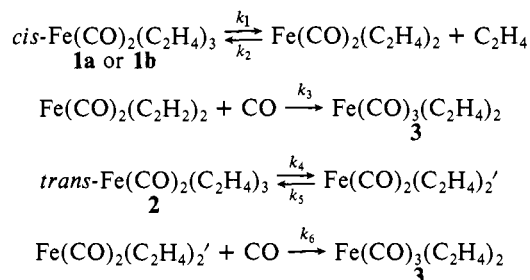 cis-Fe(CO)₂(C₂H₄)₃ ⇌ Fe(CO)₂(C₂H₄)₂ + C₂H₄
k₁
k₂
1a or 1b
Fe(CO)₂(C₂H₂)₂ + CO —k₃→ Fe(CO)₃(C₂H₄)₂
3
trans-Fe(CO)₂(C₂H₄)₃ ⇌ Fe(CO)₂(C₂H₄)₂′
k₄
k₅
2
Fe(CO)₂(C₂H₄)₂′ + CO —k₆→ Fe(CO)₃(C₂H₄)₂
3